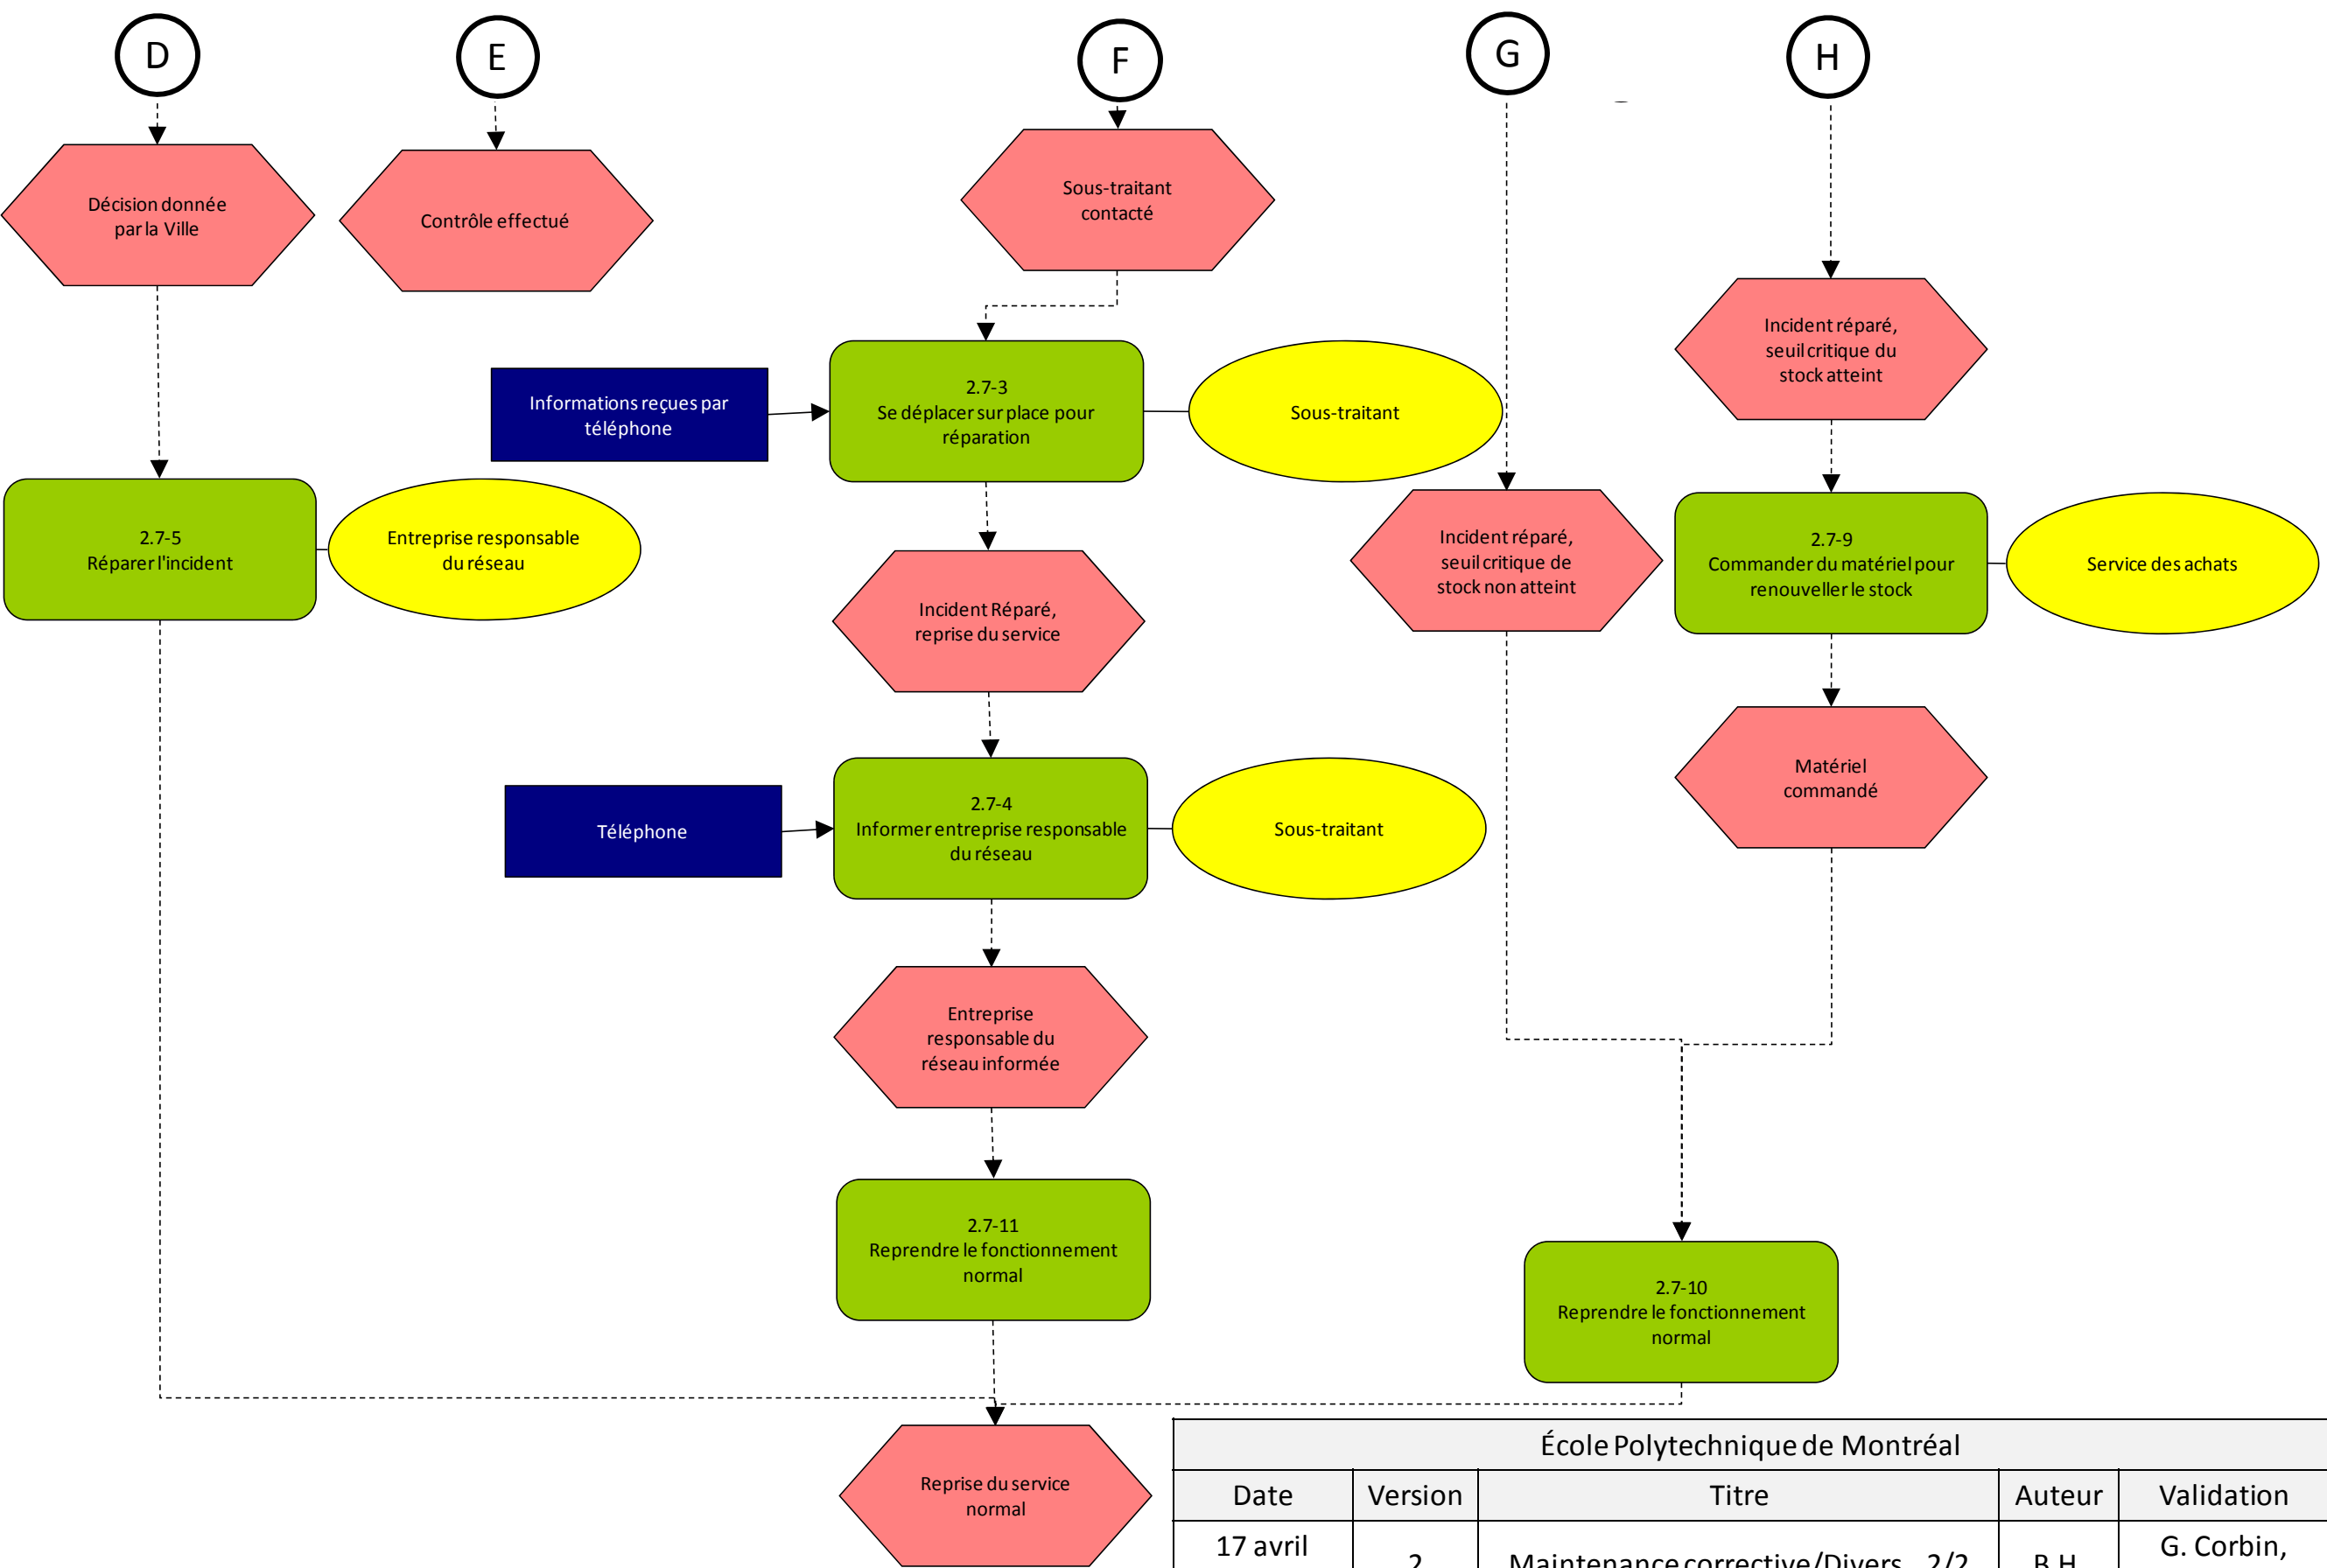 D
E
F
G
H
Décision donnée
par la Ville
Contrôle effectué
Sous-traitant
contacté
Incident réparé,
seuil critique du
stock atteint
Informations reçues par
téléphone
2.7-3
Se déplacer sur place pour
réparation
Sous-traitant
2.7-5
Réparer l'incident
Entreprise responsable
du réseau
Incident réparé,
seuil critique de
stock non atteint
2.7-9
Commander du matériel pour
renouveller le stock
Service des achats
Incident Réparé,
reprise du service
Matériel
commandé
Téléphone
2.7-4
Informer entreprise responsable
du réseau
Sous-traitant
Entreprise
responsable du
réseau informée
2.7-11
Reprendre le fonctionnement
normal
2.7-10
Reprendre le fonctionnement
normal
Reprise du service
normal
École Polytechnique de Montréal
Date
Version
Titre
Auteur
Validation
17 avril
2
Maintenance corrective/Divers 2/2
B.H
G. Corbin,